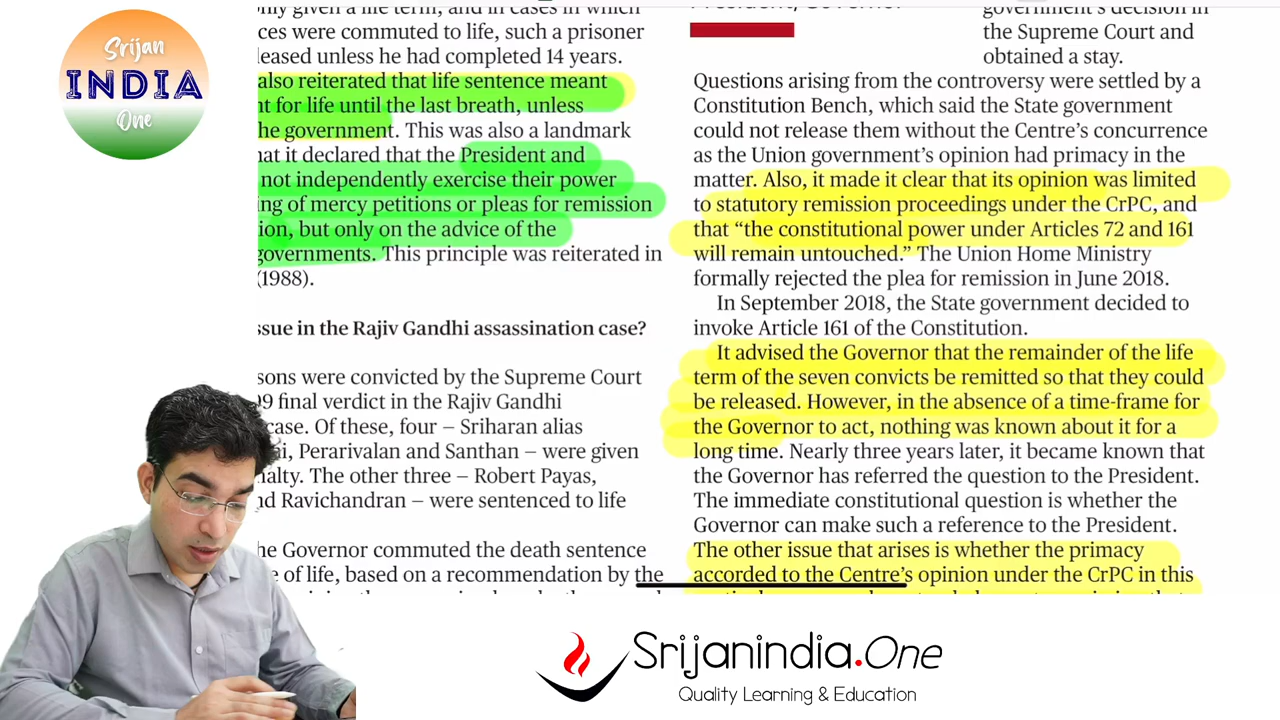 Srijan
INDIA
One
only given a life term, and in cases in which
ces were commuted to life, such a prisoner
leased unless he had completed 14 years.
also reiterated that life sentence meant
nt for life until the last breath, unless
he government. This was also a landmark
hat it declared that the President and
not independently exercise their power
ing of mercy petitions or pleas for remission
ion, but only on the advice of the
governments. This principle was reiterated in
(1988).
ssue in the Rajiv Gandhi assassination case?
sons were convicted by the Supreme Court
99 final verdict in the Rajiv Gandhi
case. Of these, four – Sriharan alias
i, Perarivalan and Santhan – were given
nalty. The other three – Robert Payas,
nd Ravichandran – were sentenced to life
he Governor commuted the death sentence
e of life, based on a recommendation by the
President, Governor
government's decision in
the Supreme Court and
obtained a stay.
Questions arising from the controversy were settled by a
Constitution Bench, which said the State government
could not release them without the Centre's concurrence
as the Union government's opinion had primacy in the
matter. Also, it made it clear that its opinion was limited
to statutory remission proceedings under the CrPC, and
that “the constitutional power under Articles 72 and 161
will remain untouched.” The Union Home Ministry
formally rejected the plea for remission in June 2018.
In September 2018, the State government decided to
invoke Article 161 of the Constitution.
It advised the Governor that the remainder of the life
term of the seven convicts be remitted so that they could
be released. However, in the absence of a time-frame for
the Governor to act, nothing was known about it for a
long time. Nearly three years later, it became known that
the Governor has referred the question to the President.
The immediate constitutional question is whether the
Governor can make such a reference to the President.
The other issue that arises is whether the primacy
accorded to the Centre's opinion under the CrPC in this
Srijanindia.One
Quality Learning & Education